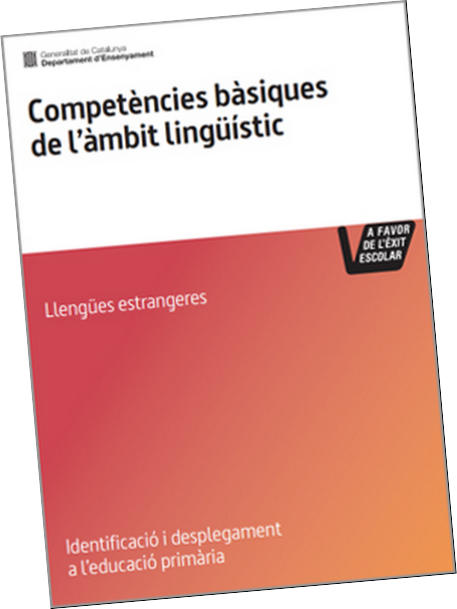 Generalitat de Catalunya
Departament d'Ensenyament
Competències bàsiques
de l'àmbit lingüístic
A FAVOR
DE L'ÈXIT
ESCOLAR
Llengües estrangeres
Identificació i desplegament
a l'educació primària